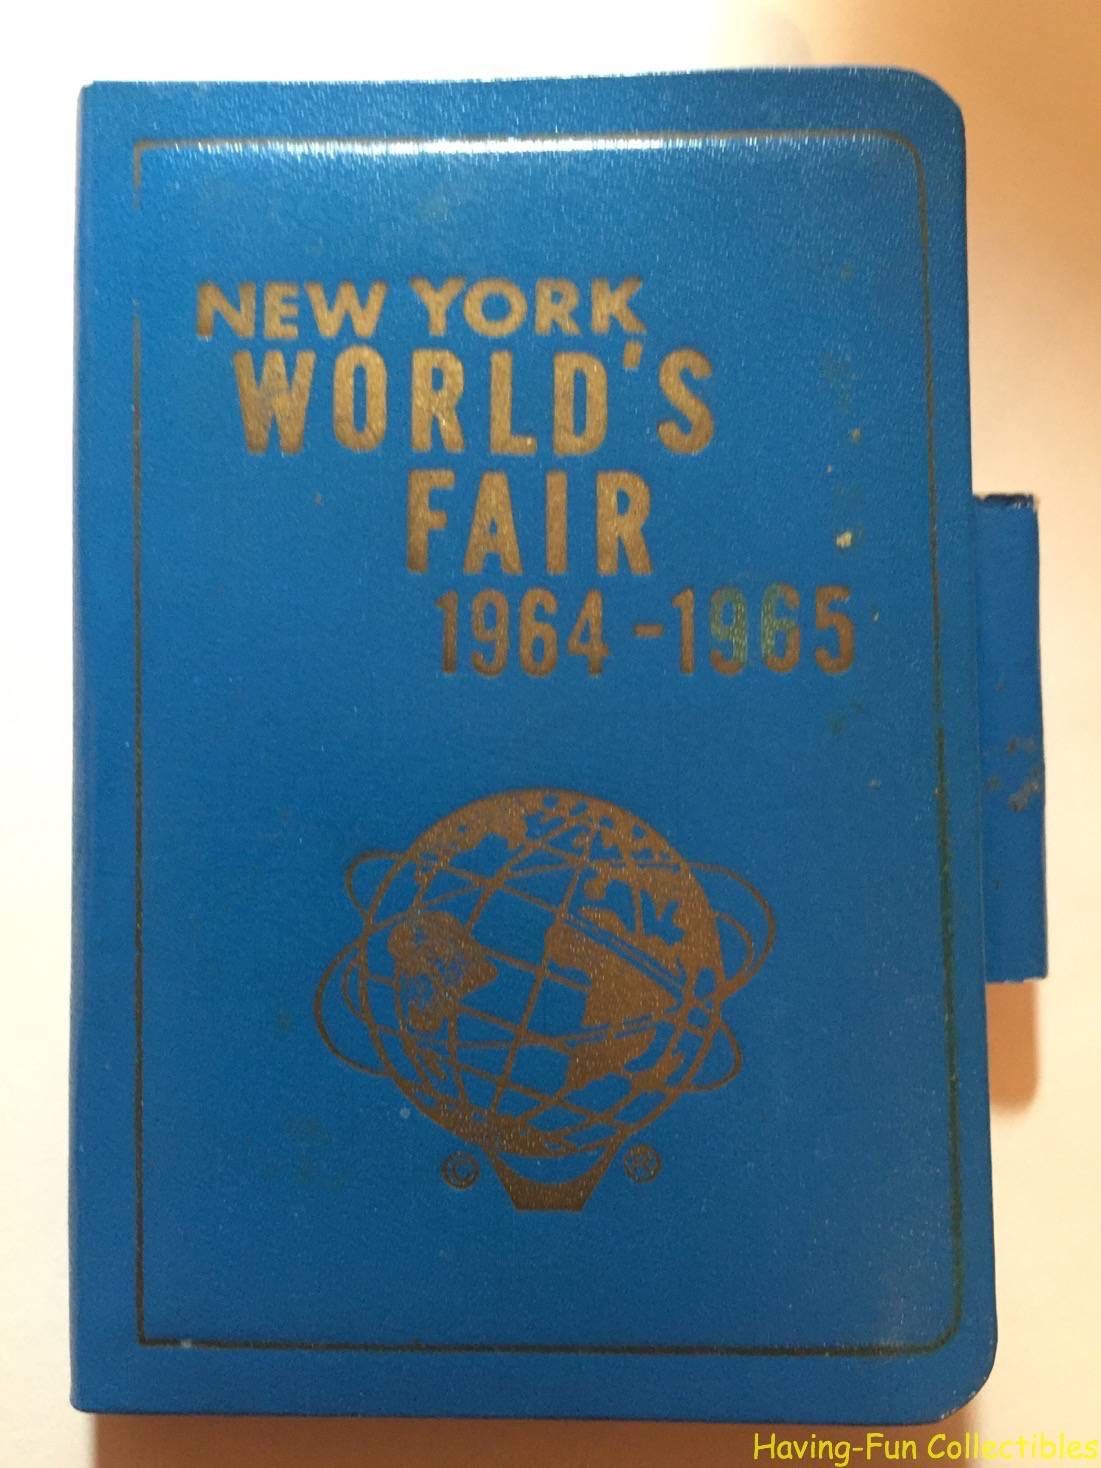 NEW YORK
WORLD'S
FAIR
1964-1965
© ®
Having-Fun Collectibles